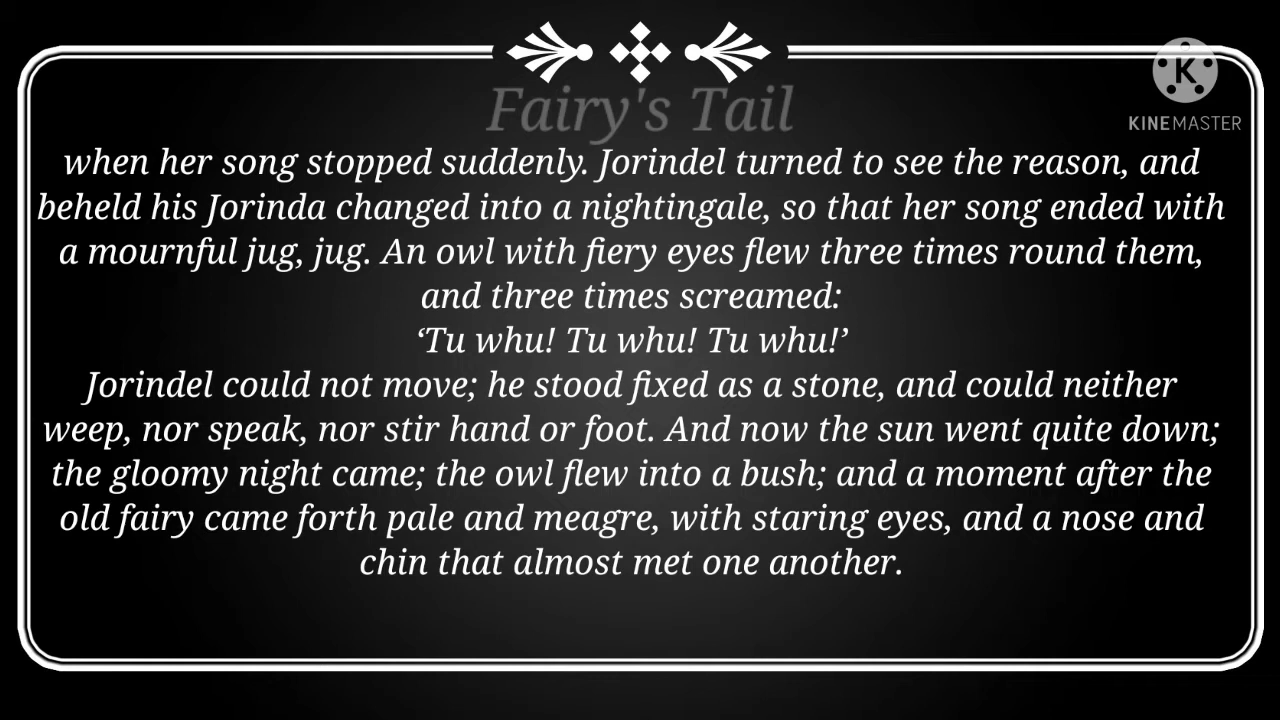 Fairy's Tail
K
KINEMASTER
when her song stopped suddenly. Jorindel turned to see the reason, and
beheld his Jorinda changed into a nightingale, so that her song ended with
a mournful jug, jug. An owl with fiery eyes flew three times round them,
and three times screamed:
‘Tu whu! Tu whu! Tu whu!’
Jorindel could not move; he stood fixed as a stone, and could neither
weep, nor speak, nor stir hand or foot. And now the sun went quite down;
the gloomy night came; the owl flew into a bush; and a moment after the
old fairy came forth pale and meagre, with staring eyes, and a nose and
chin that almost met one another.